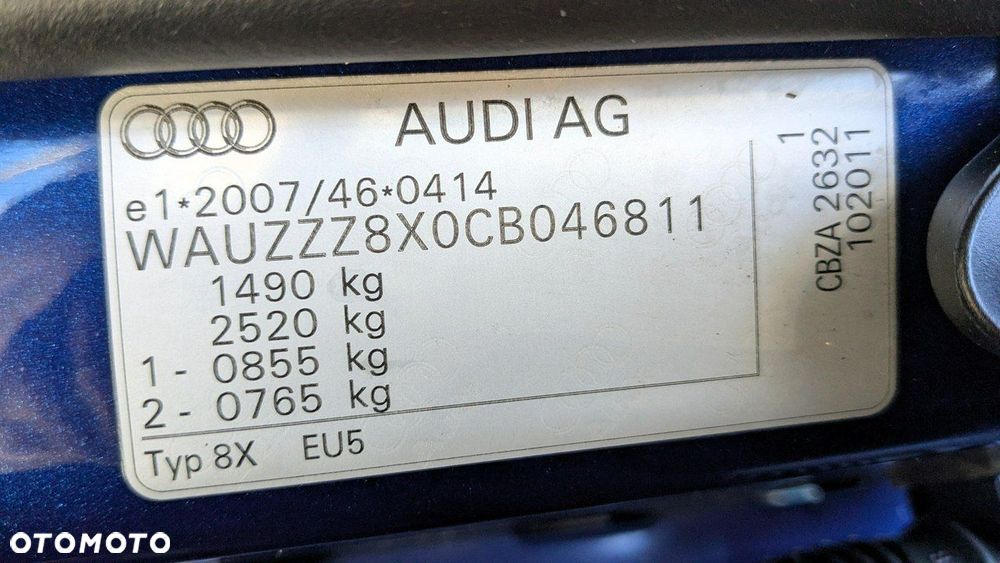 AUDI AG
e1*2007/46*0414
WAUZZZ8X0CB046811
1490 kg
2520 kg
1 - 0855 kg
2 - 0765 kg
Typ 8X EU5
1
CBZA 2632
102011
OTOMOTO